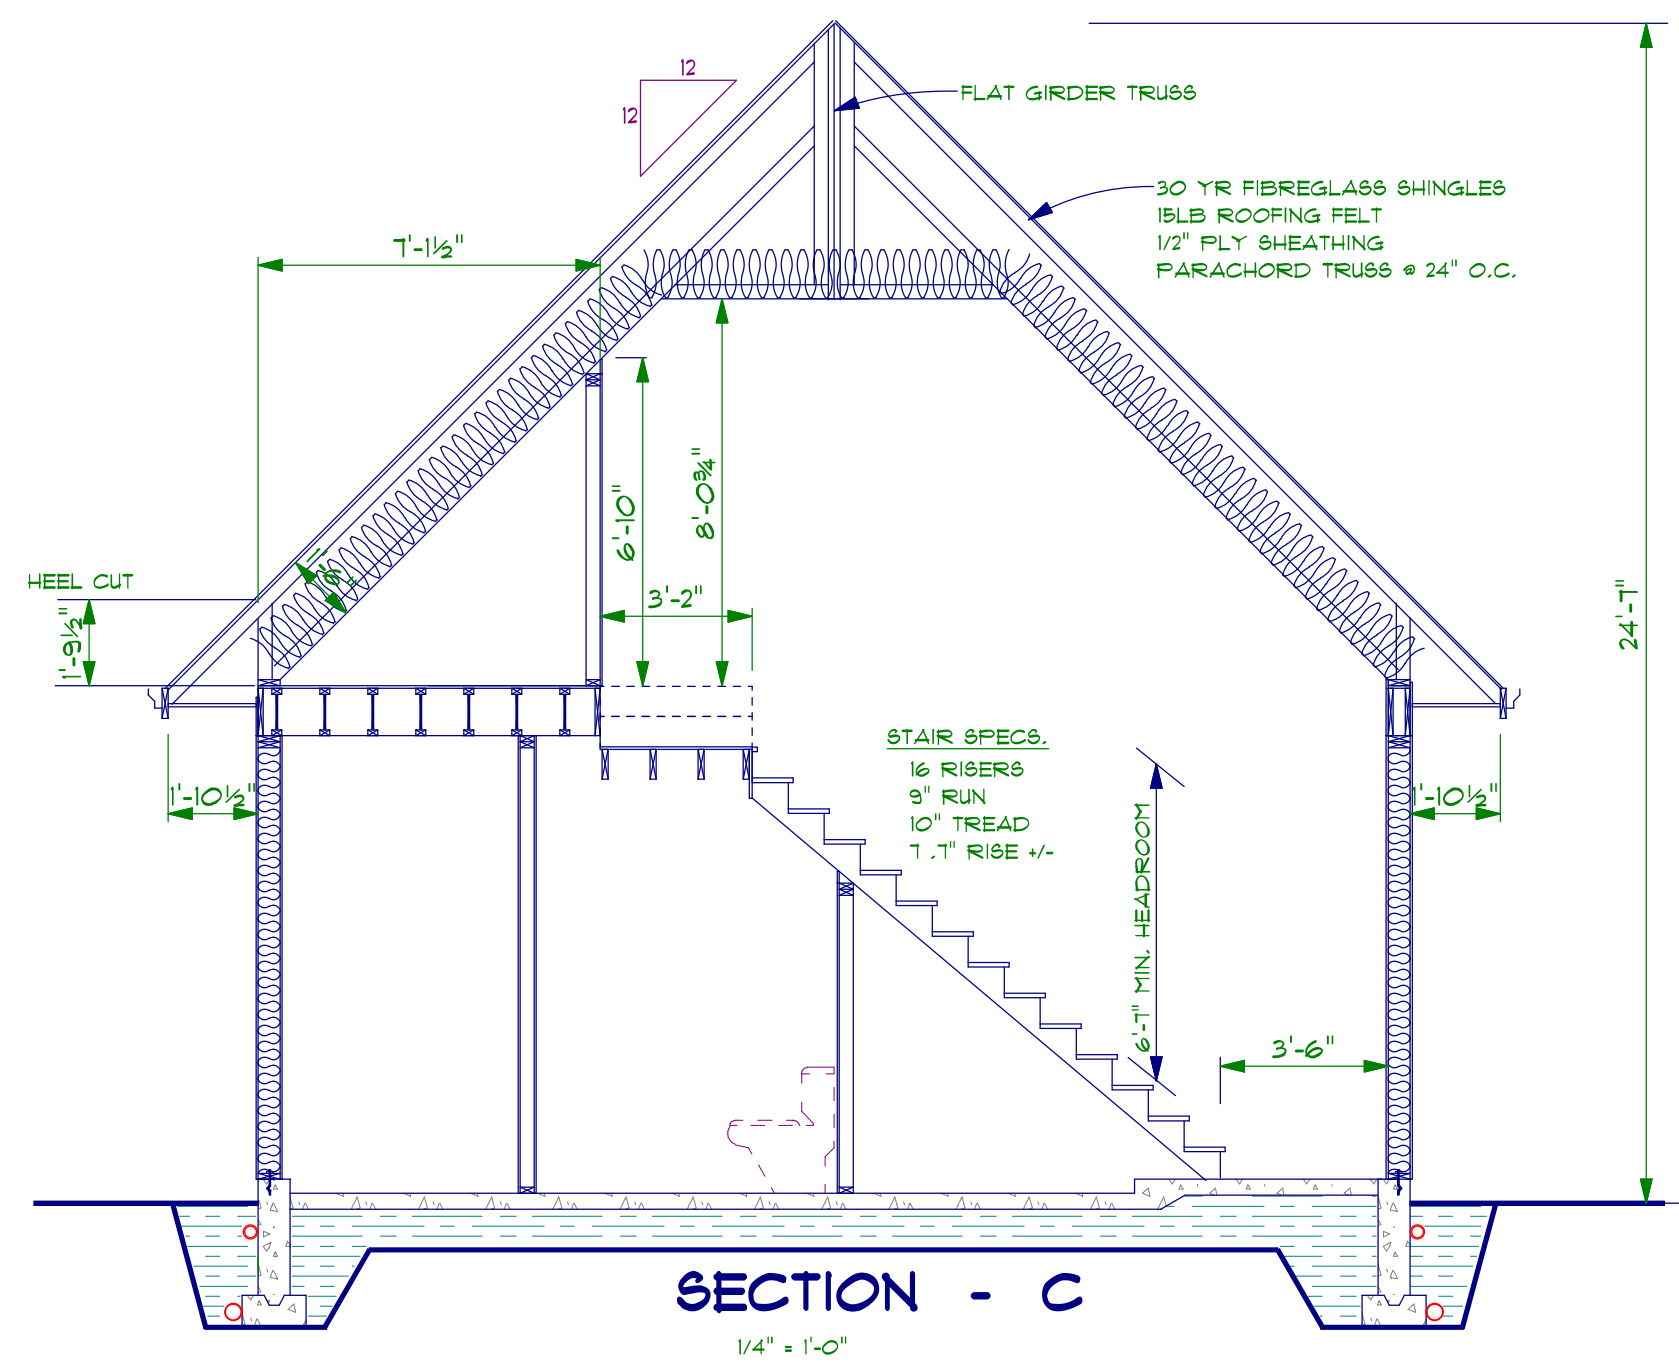 12
12
FLAT GIRDER TRUSS
30 YR FIBREGLASS SHINGLES
15LB ROOFING FELT
1/2" PLY SHEATHING
PARACHORD TRUSS @ 24" O.C.
7'-1½"
6'-10"
8'-0¾"
3'-2"
HEEL CUT
1'-9½"
24'-7"
STAIR SPECS.
16 RISERS
9" RUN
10" TREAD
7 .7" RISE +/-
6'-7" MIN. HEADROOM
1'-10½"
1'-10½"
3'-6"
SECTION - C
1/4" = 1'-0"